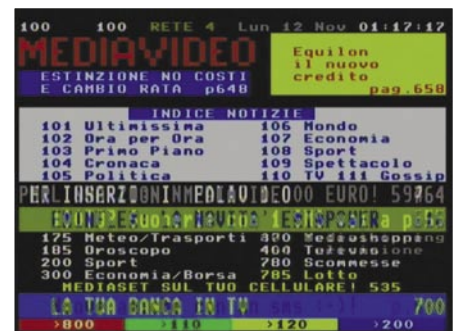 100 100 RETE 4 Lun 12 Nov 01:17:17
MEDIAVIDEO
Equilon
il nuovo
credito
pag.658
ESTINZIONE NO COSTI
E CAMBIO RATA p648
INDICE NOTIZIE
101 Ultimissima 106 Mondo
102 Ora per Ora 107 Economia
103 Primo Piano 108 Sport
104 Cronaca 109 Spettacolo
105 Politica 110 TV 111 Gossip
EURO!
175 Meteo/Trasporti
185 Oroscopo 400
200 Sport 780 Scommesse
300 Economia/Borsa 785 Lotto
MEDIASET SUL TUO CELLULARE! 535
LA TUA BANCA IN TV 700
>800 >110 >120 >200